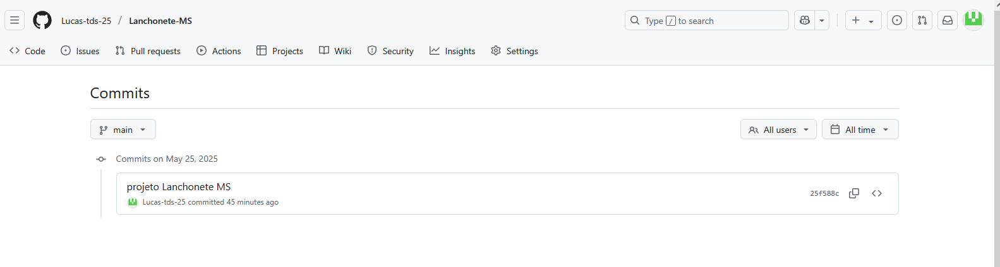 Lucas-tds-25 / Lanchonete-MS
Type / to search
Code Issues Pull requests Actions Projects Wiki Security Insights Settings
Commits
main
All users All time
Commits on May 25, 2025
projeto Lanchonete MS
25f588c
Lucas-tds-25 committed 45 minutes ago